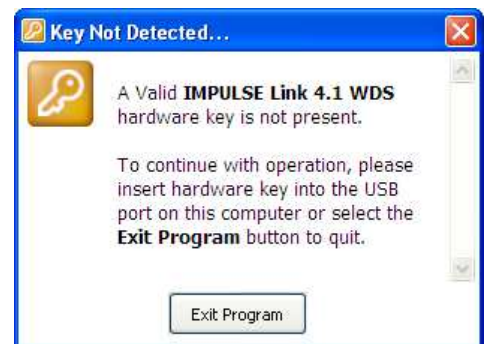 Key Not Detected...
A Valid IMPULSE Link 4.1 WDS
hardware key is not present.
To continue with operation, please
insert hardware key into the USB
port on this computer or select the
Exit Program button to quit.
Exit Program